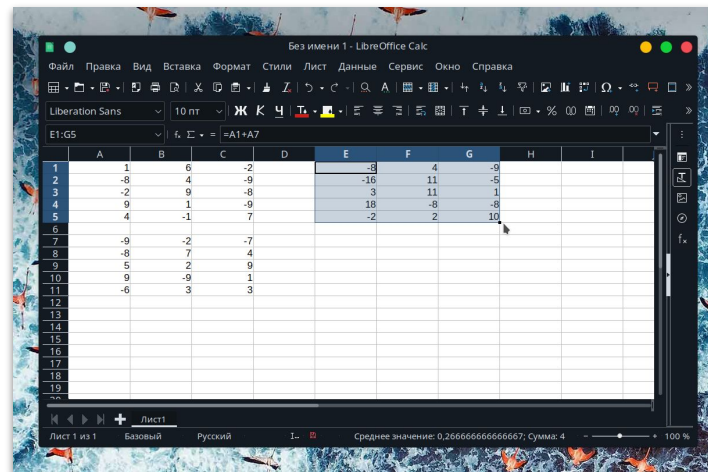 Без имени 1 - LibreOffice Calc
Файл Правка Вид Вставка Формат Стили Лист Данные Сервис Окно Справка
Liberation Sans 10 пт Ж К Ч
E1:G5 =A1+A7
A B C D E F G H I
1 1 6 -2 -8 4 -9
2 -8 4 -9 -16 11 -5
3 -2 9 -8 3 11 1
4 9 1 -9 18 -8 -8
5 4 -1 7 -2 2 10
6
7 -9 -2 -7
8 -8 7 4
9 5 2 9
10 9 -9 1
11 -6 3 3
12
13
14
15
16
17
18
19
Лист1
Лист 1 из 1 Базовый Русский Среднее значение: 0,266666666666667; Сумма: 4 100 %